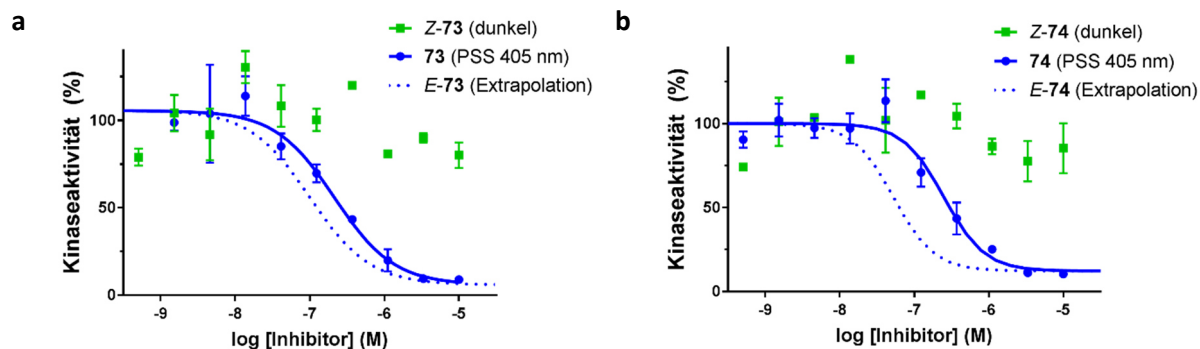 a
Z-73 (dunkel)
73 (PSS 405 nm)
E-73 (Extrapolation)
Kinaseaktivität (%)
100
50
0
-9 -8 -7 -6 -5
log [Inhibitor] (M)
b
Z-74 (dunkel)
74 (PSS 405 nm)
E-74 (Extrapolation)
Kinaseaktivität (%)
100
50
0
-9 -8 -7 -6 -5
log [Inhibitor] (M)